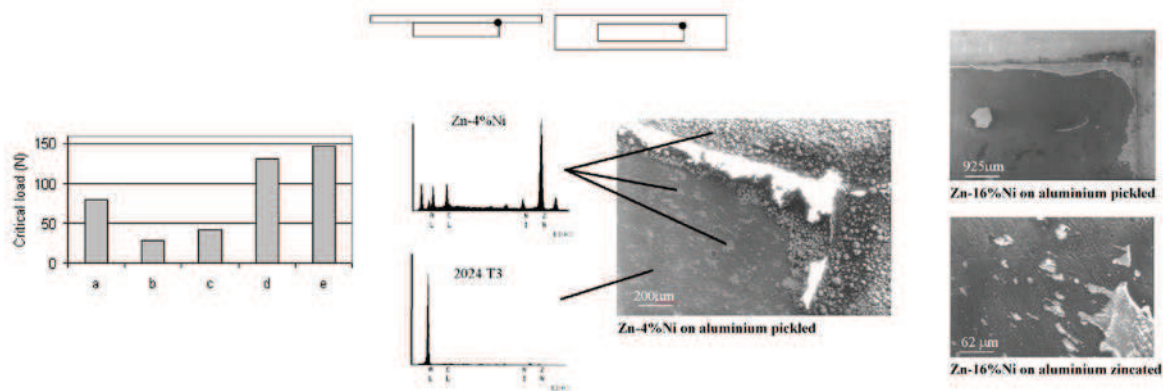 Critical load (N)
150
100
50
0
a b c d e
Zn-4%Ni
2024 T3
200μm
Zn-4%Ni on aluminium pickled
925μm
Zn-16%Ni on aluminium pickled
62 μm
Zn-16%Ni on aluminium zincated